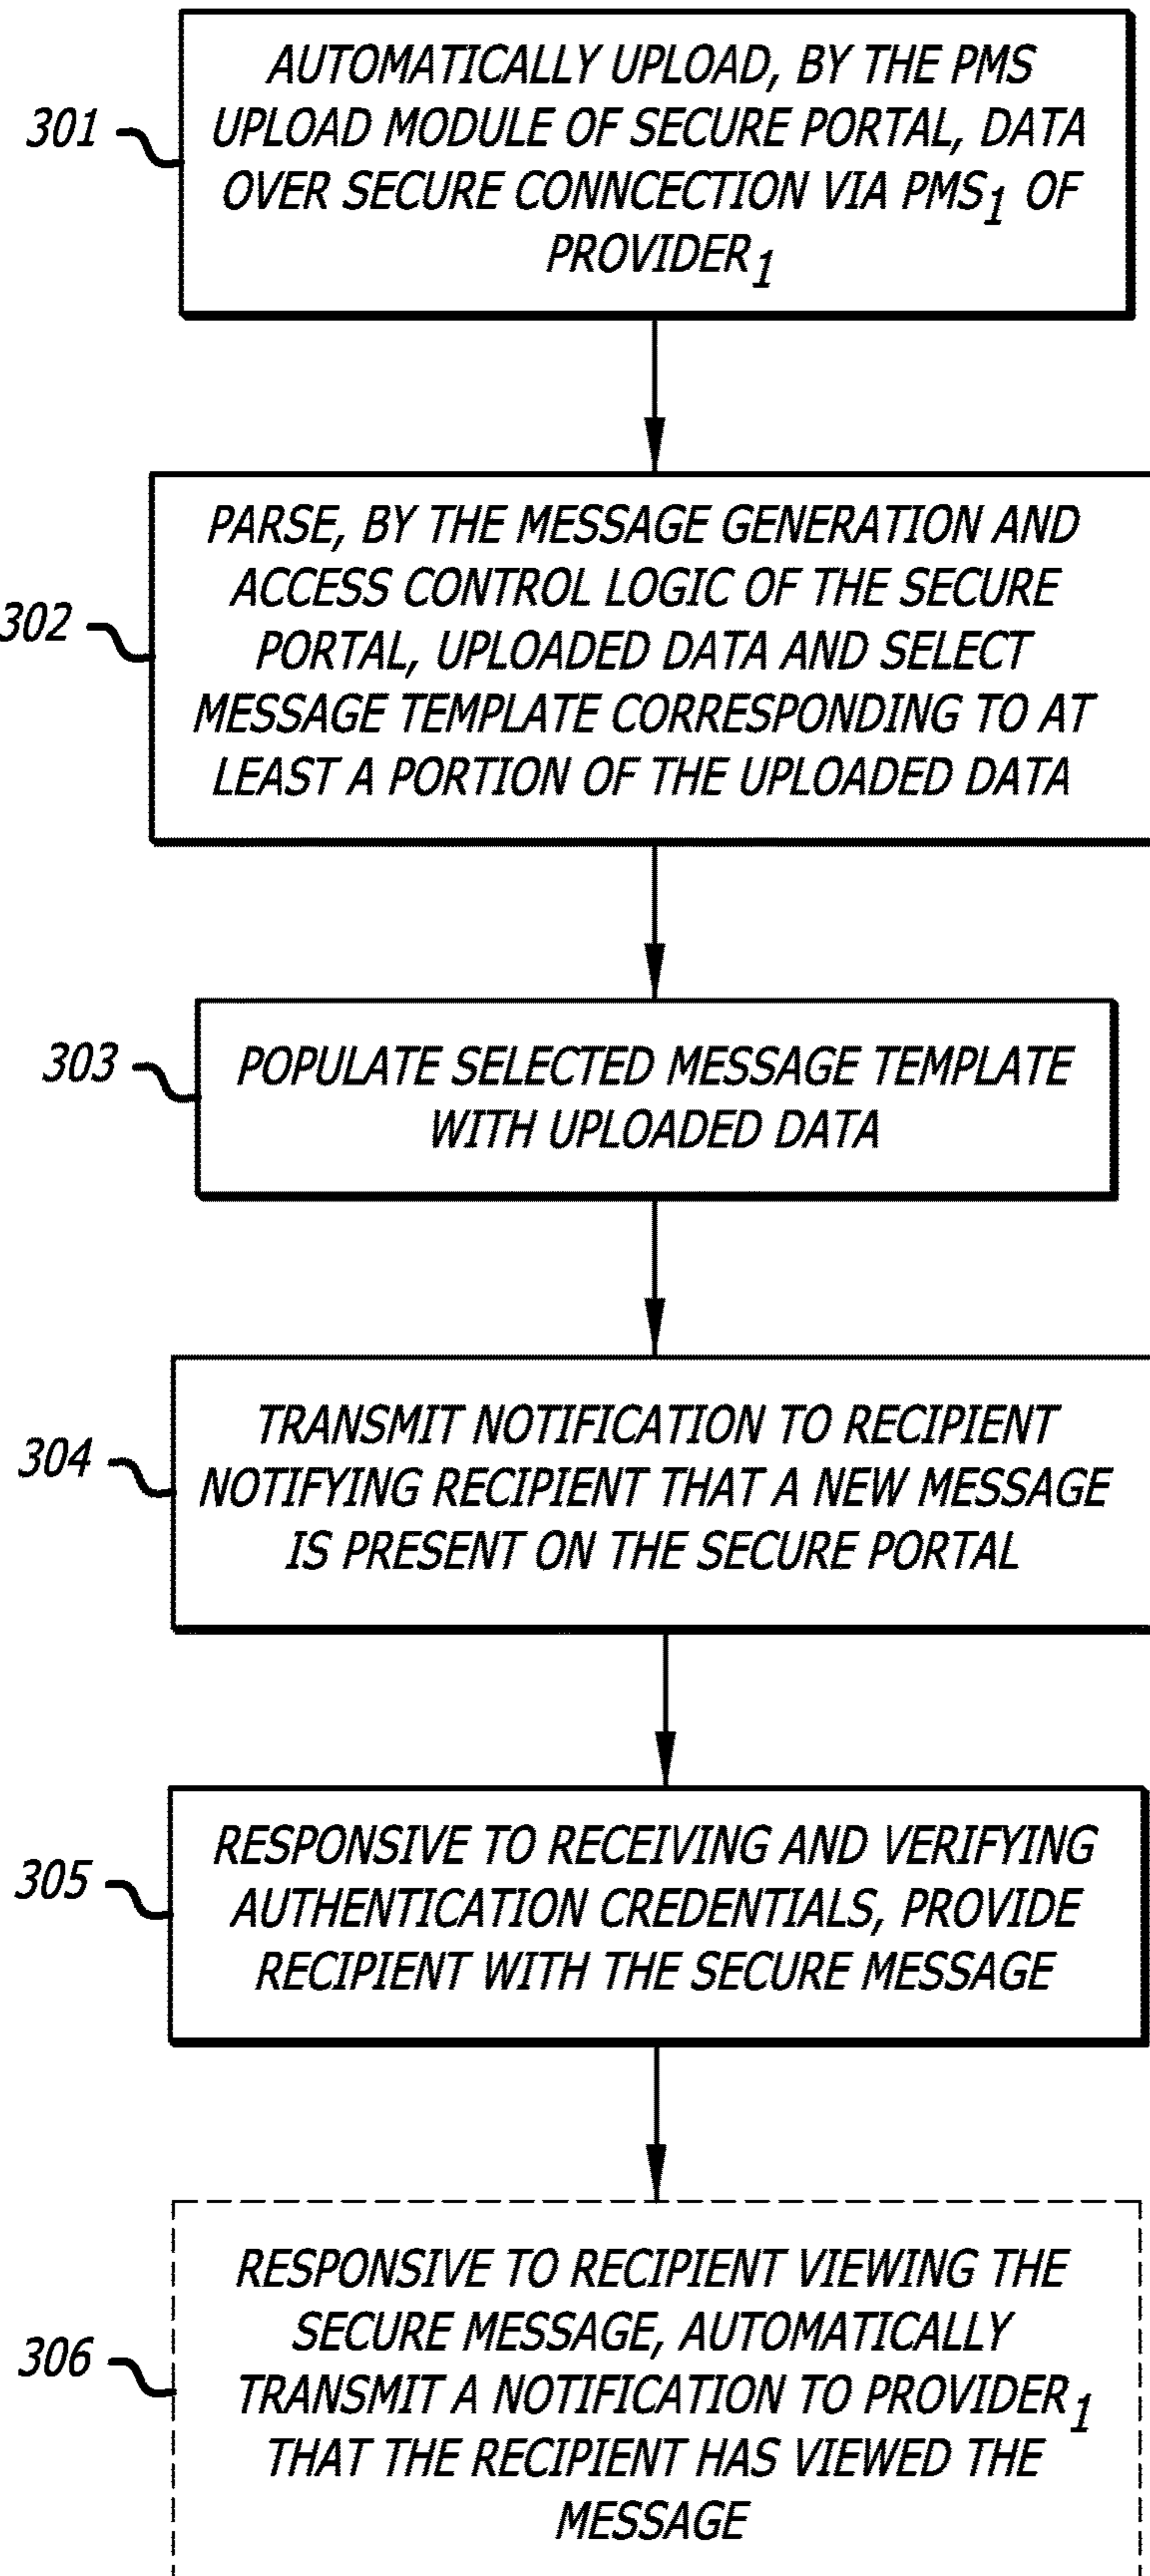 301
AUTOMATICALLY UPLOAD, BY THE PMS
UPLOAD MODULE OF SECURE PORTAL, DATA
OVER SECURE CONNCECTION VIA PMS1 OF
PROVIDER1
302
PARSE, BY THE MESSAGE GENERATION AND
ACCESS CONTROL LOGIC OF THE SECURE
PORTAL, UPLOADED DATA AND SELECT
MESSAGE TEMPLATE CORRESPONDING TO AT
LEAST A PORTION OF THE UPLOADED DATA
303
POPULATE SELECTED MESSAGE TEMPLATE
WITH UPLOADED DATA
304
TRANSMIT NOTIFICATION TO RECIPIENT
NOTIFYING RECIPIENT THAT A NEW MESSAGE
IS PRESENT ON THE SECURE PORTAL
305
RESPONSIVE TO RECEIVING AND VERIFYING
AUTHENTICATION CREDENTIALS, PROVIDE
RECIPIENT WITH THE SECURE MESSAGE
306
RESPONSIVE TO RECIPIENT VIEWING THE
SECURE MESSAGE, AUTOMATICALLY
TRANSMIT A NOTIFICATION TO PROVIDER1
THAT THE RECIPIENT HAS VIEWED THE
MESSAGE